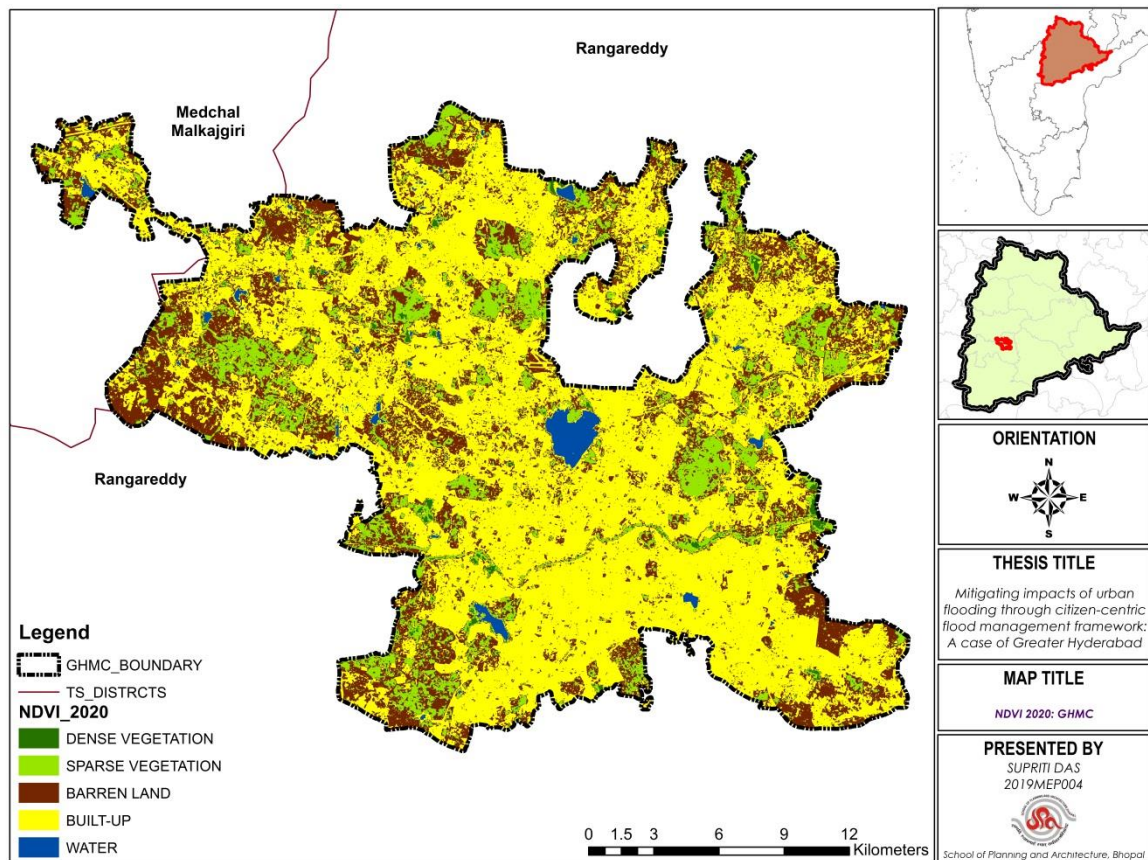 Rangareddy
Medchal
Malkajgiri
Rangareddy
Legend
GHMC_BOUNDARY
TS_DISTRCTS
NDVI_2020
DENSE VEGETATION
SPARSE VEGETATION
BARREN LAND
BUILT-UP
WATER
0 1.5 3 6 9 12
Kilometers
ORIENTATION
N
W E
S
THESIS TITLE
Mitigating impacts of urban
flooding through citizen-centric
flood management framework:
A case of Greater Hyderabad
MAP TITLE
NDVI 2020: GHMC
PRESENTED BY
SUPRITI DAS
2019MEP004
School of Planning and Architecture, Bhopal